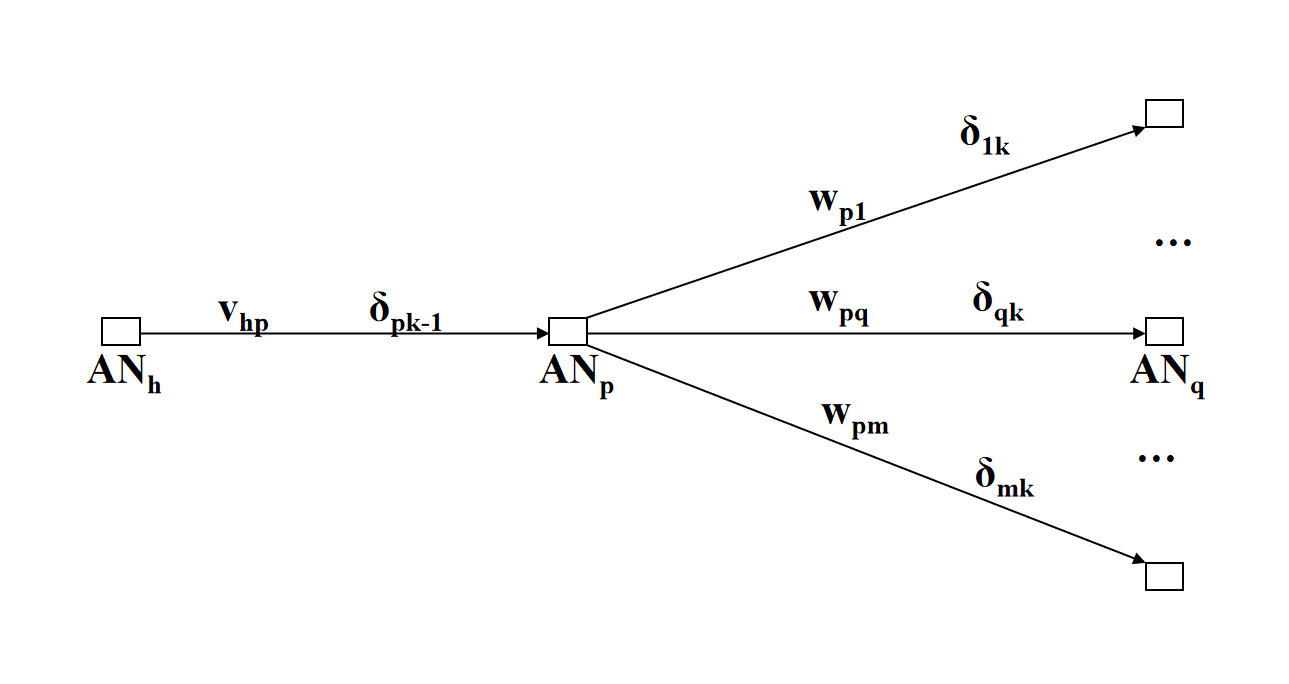 δ1k
wp1
...
vhp δpk-1 wpq δqk
ANh ANp ANq
wpm
...
δmk